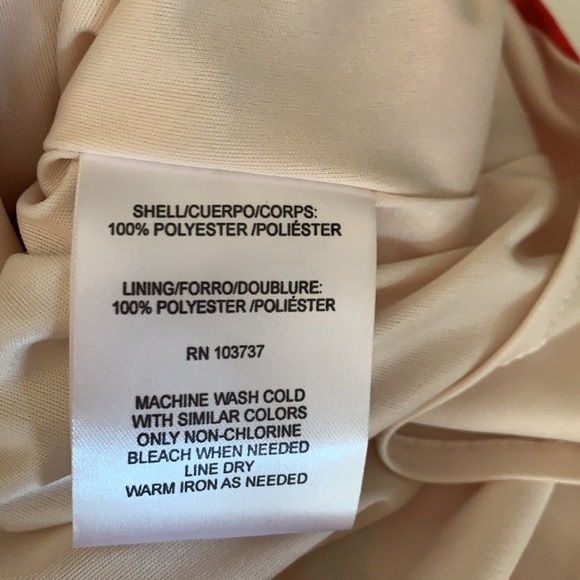 SHELL/CUERPO/CORPS:
100% POLYESTER /POLIÉSTER
LINING/FORRO/DOUBLURE:
100% POLYESTER /POLIÉSTER
RN 103737
MACHINE WASH COLD
WITH SIMILAR COLORS
ONLY NON-CHLORINE
BLEACH WHEN NEEDED
LINE DRY
WARM IRON AS NEEDED